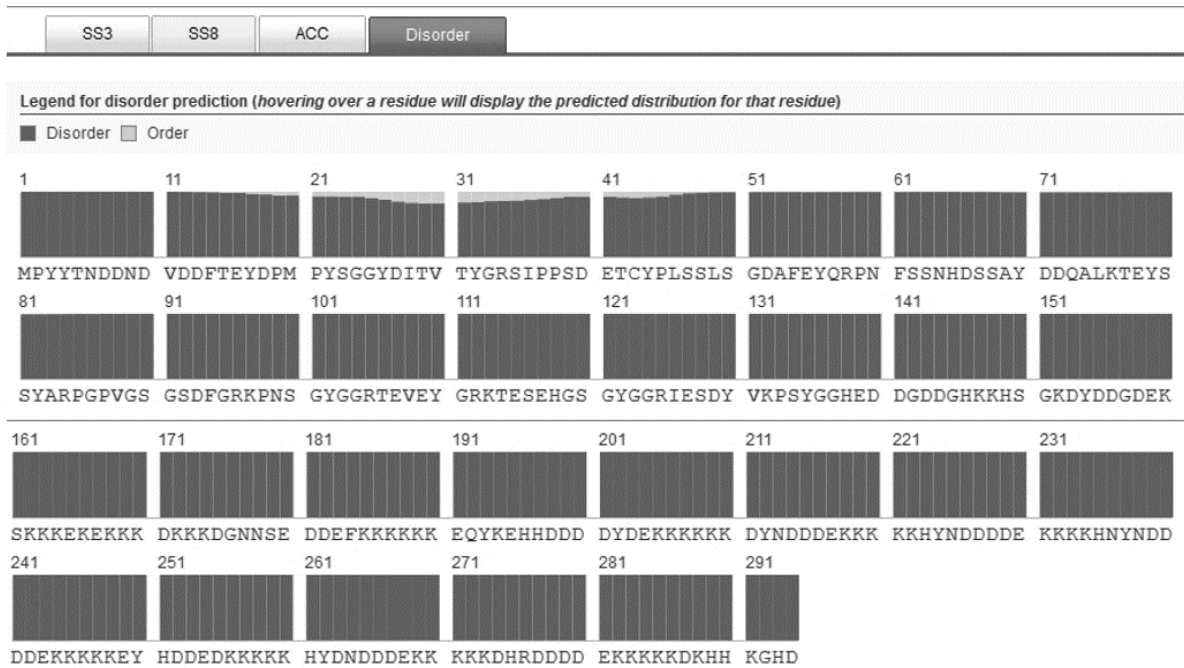 SS3 SS8 ACC Disorder
Legend for disorder prediction (hovering over a residue will display the predicted distribution for that residue)
Disorder Order
1 11 21 31 41 51 61 71
MPYYTNDDND VDDFTEYDPM PYSGGYDITV TYGRSIPPSD ETCYPLSSLS GDAFEYQRPN FSSNHDSSAY DDQALKTEYS
81 91 101 111 121 131 141 151
SYARPGPVGS GSDFGRKPNS GYGGRTEVEY GRKTESEHGS GYGGRIESDY VKPSYGGHED DGDDGHKKHS GKDYDDGDEK
161 171 181 191 201 211 221 231
SKKKEKEKKK DKKKDGNNSE DDEFKKKKKK EQYKEHHDDD DYDEKKKKKK DYNDDDEKKK KKHYNDDDDE KKKKHNYNDD
241 251 261 271 281 291
DDEKKKKKEY HDDEDKKKKK HYDNDDDEKK KKKDHRDDDD EKKKKKDKHH KGHD